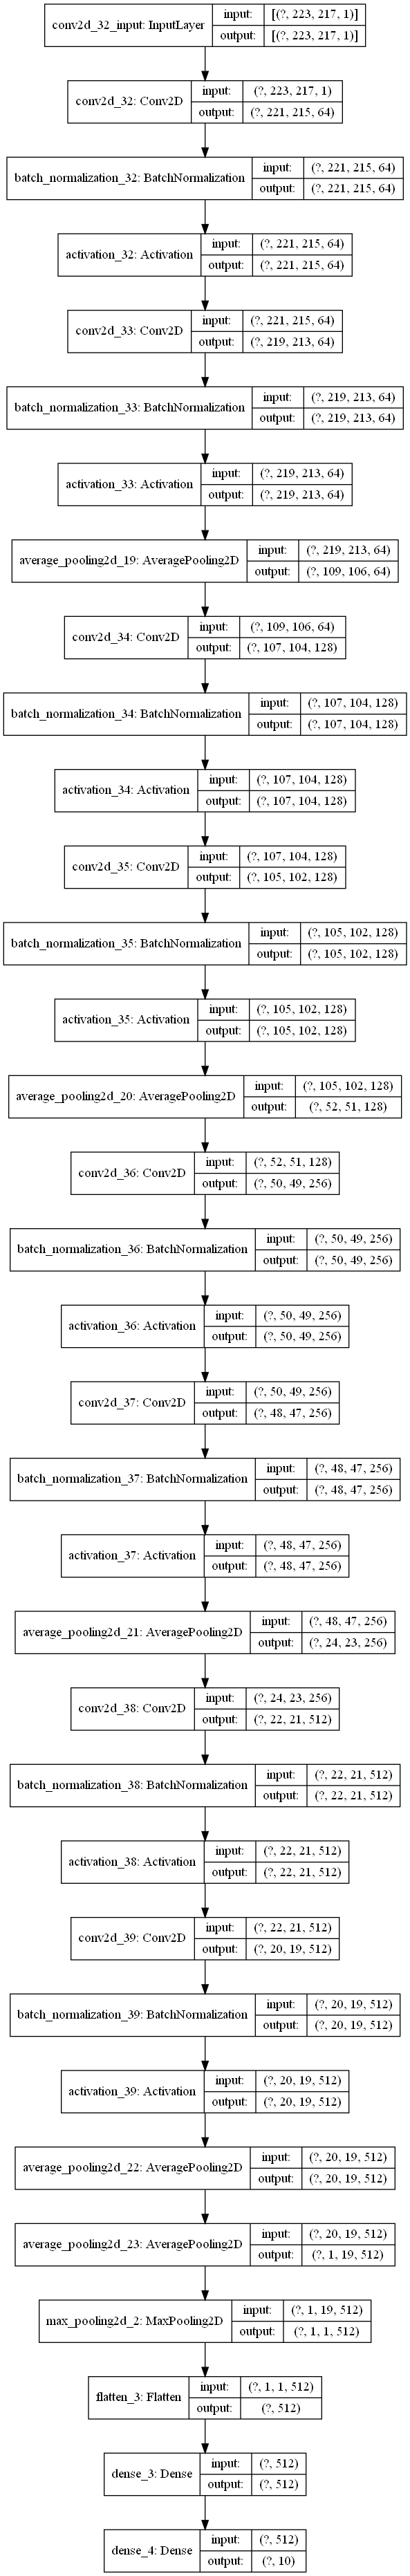 conv2d_32_input: InputLayer
input: [(?, 223, 217, 1)]
output: [(?, 223, 217, 1)]
conv2d_32: Conv2D
input: (?, 223, 217, 1)
output: (?, 221, 215, 64)
batch_normalization_32: BatchNormalization
input: (?, 221, 215, 64)
output: (?, 221, 215, 64)
activation_32: Activation
input: (?, 221, 215, 64)
output: (?, 221, 215, 64)
conv2d_33: Conv2D
input: (?, 221, 215, 64)
output: (?, 219, 213, 64)
batch_normalization_33: BatchNormalization
input: (?, 219, 213, 64)
output: (?, 219, 213, 64)
activation_33: Activation
input: (?, 219, 213, 64)
output: (?, 219, 213, 64)
average_pooling2d_19: AveragePooling2D
input: (?, 219, 213, 64)
output: (?, 109, 106, 64)
conv2d_34: Conv2D
input: (?, 109, 106, 64)
output: (?, 107, 104, 128)
batch_normalization_34: BatchNormalization
input: (?, 107, 104, 128)
output: (?, 107, 104, 128)
activation_34: Activation
input: (?, 107, 104, 128)
output: (?, 107, 104, 128)
conv2d_35: Conv2D
input: (?, 107, 104, 128)
output: (?, 105, 102, 128)
batch_normalization_35: BatchNormalization
input: (?, 105, 102, 128)
output: (?, 105, 102, 128)
activation_35: Activation
input: (?, 105, 102, 128)
output: (?, 105, 102, 128)
average_pooling2d_20: AveragePooling2D
input: (?, 105, 102, 128)
output: (?, 52, 51, 128)
conv2d_36: Conv2D
input: (?, 52, 51, 128)
output: (?, 50, 49, 256)
batch_normalization_36: BatchNormalization
input: (?, 50, 49, 256)
output: (?, 50, 49, 256)
activation_36: Activation
input: (?, 50, 49, 256)
output: (?, 50, 49, 256)
conv2d_37: Conv2D
input: (?, 50, 49, 256)
output: (?, 48, 47, 256)
batch_normalization_37: BatchNormalization
input: (?, 48, 47, 256)
output: (?, 48, 47, 256)
activation_37: Activation
input: (?, 48, 47, 256)
output: (?, 48, 47, 256)
average_pooling2d_21: AveragePooling2D
input: (?, 48, 47, 256)
output: (?, 24, 23, 256)
conv2d_38: Conv2D
input: (?, 24, 23, 256)
output: (?, 22, 21, 512)
batch_normalization_38: BatchNormalization
input: (?, 22, 21, 512)
output: (?, 22, 21, 512)
activation_38: Activation
input: (?, 22, 21, 512)
output: (?, 22, 21, 512)
conv2d_39: Conv2D
input: (?, 22, 21, 512)
output: (?, 20, 19, 512)
batch_normalization_39: BatchNormalization
input: (?, 20, 19, 512)
output: (?, 20, 19, 512)
activation_39: Activation
input: (?, 20, 19, 512)
output: (?, 20, 19, 512)
average_pooling2d_22: AveragePooling2D
input: (?, 20, 19, 512)
output: (?, 20, 19, 512)
average_pooling2d_23: AveragePooling2D
input: (?, 20, 19, 512)
output: (?, 1, 19, 512)
max_pooling2d_2: MaxPooling2D
input: (?, 1, 19, 512)
output: (?, 1, 1, 512)
flatten_3: Flatten
input: (?, 1, 1, 512)
output: (?, 512)
dense_3: Dense
input: (?, 512)
output: (?, 512)
dense_4: Dense
input: (?, 512)
output: (?, 10)